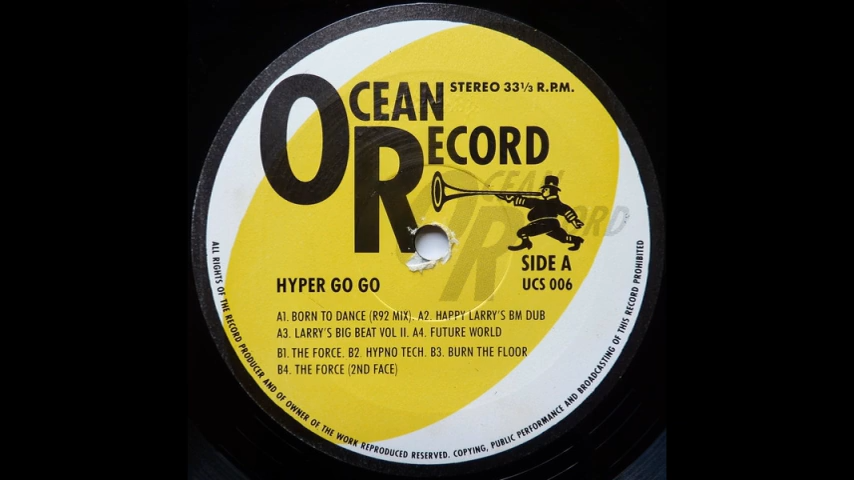 OCEAN
STEREO 33 1/3 R.P.M.
RECORD
OCEAN
RECORD
SIDE A
UCS 006
HYPER GO GO
A1. BORN TO DANCE (R92 MIX). A2. HAPPY LARRY'S BM DUB
A3. LARRY'S BIG BEAT VOL II. A4. FUTURE WORLD
B1. THE FORCE. B2. HYPNO TECH. B3. BURN THE FLOOR
B4. THE FORCE (2ND FACE)
ALL RIGHTS OF THE RECORD PRODUCER AND OF OWNER OF THE WORK REPRODUCED RESERVED. COPYING, PUBLIC PERFORMANCE AND BROADCASTING OF THIS RECORD PROHIBITED